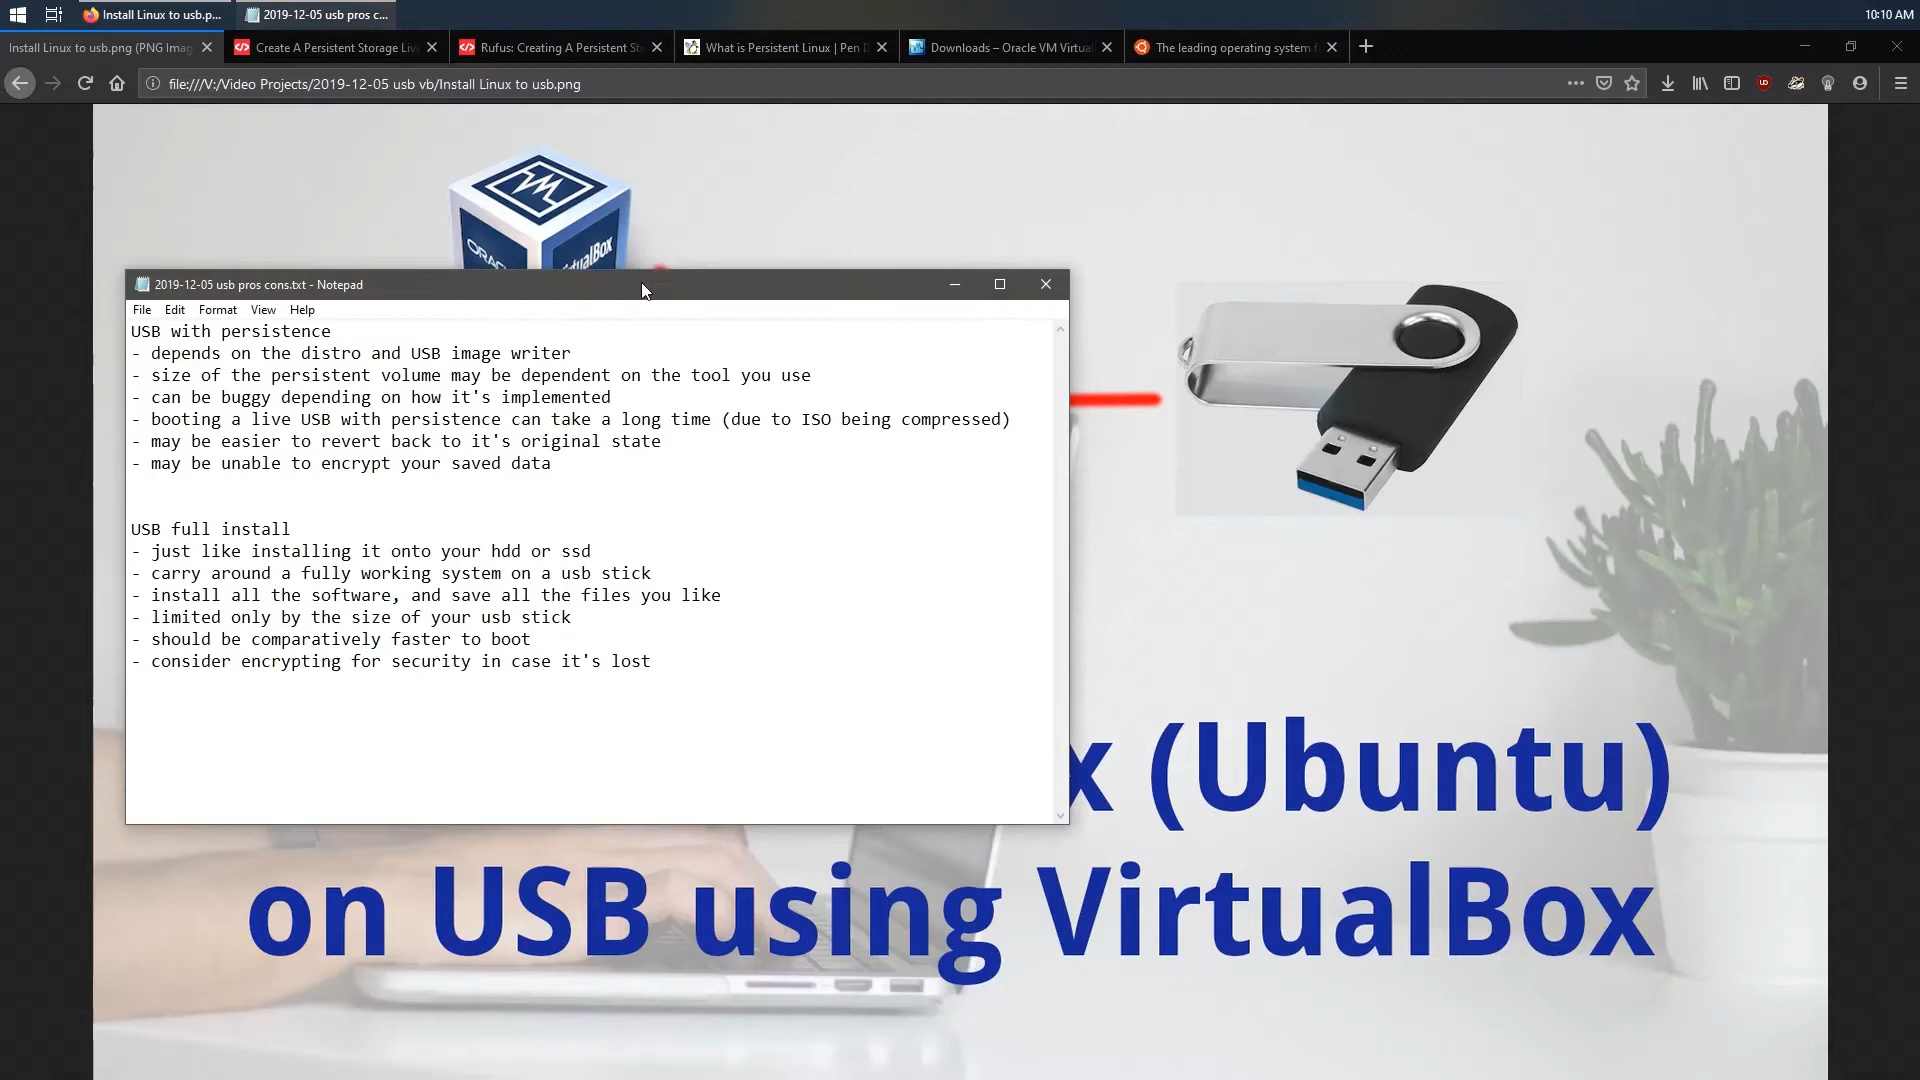 Install Linux to usb.p...
2019-12-05 usb pros c...
10:10 AM
Install Linux to usb.png (PNG Imag
Create A Persistent Storage Liv
Rufus: Creating A Persistent St
What is Persistent Linux | Pen D
Downloads – Oracle VM Virtual
The leading operating system f
file:///V:/Video Projects/2019-12-05 usb vb/Install Linux to usb.png
2019-12-05 usb pros cons.txt - Notepad
File Edit Format View Help
USB with persistence
- depends on the distro and USB image writer
- size of the persistent volume may be dependent on the tool you use
- can be buggy depending on how it's implemented
- booting a live USB with persistence can take a long time (due to ISO being compressed)
- may be easier to revert back to it's original state
- may be unable to encrypt your saved data
USB full install
- just like installing it onto your hdd or ssd
- carry around a fully working system on a usb stick
- install all the software, and save all the files you like
- limited only by the size of your usb stick
- should be comparatively faster to boot
- consider encrypting for security in case it's lost
x (Ubuntu)
on USB using VirtualBox